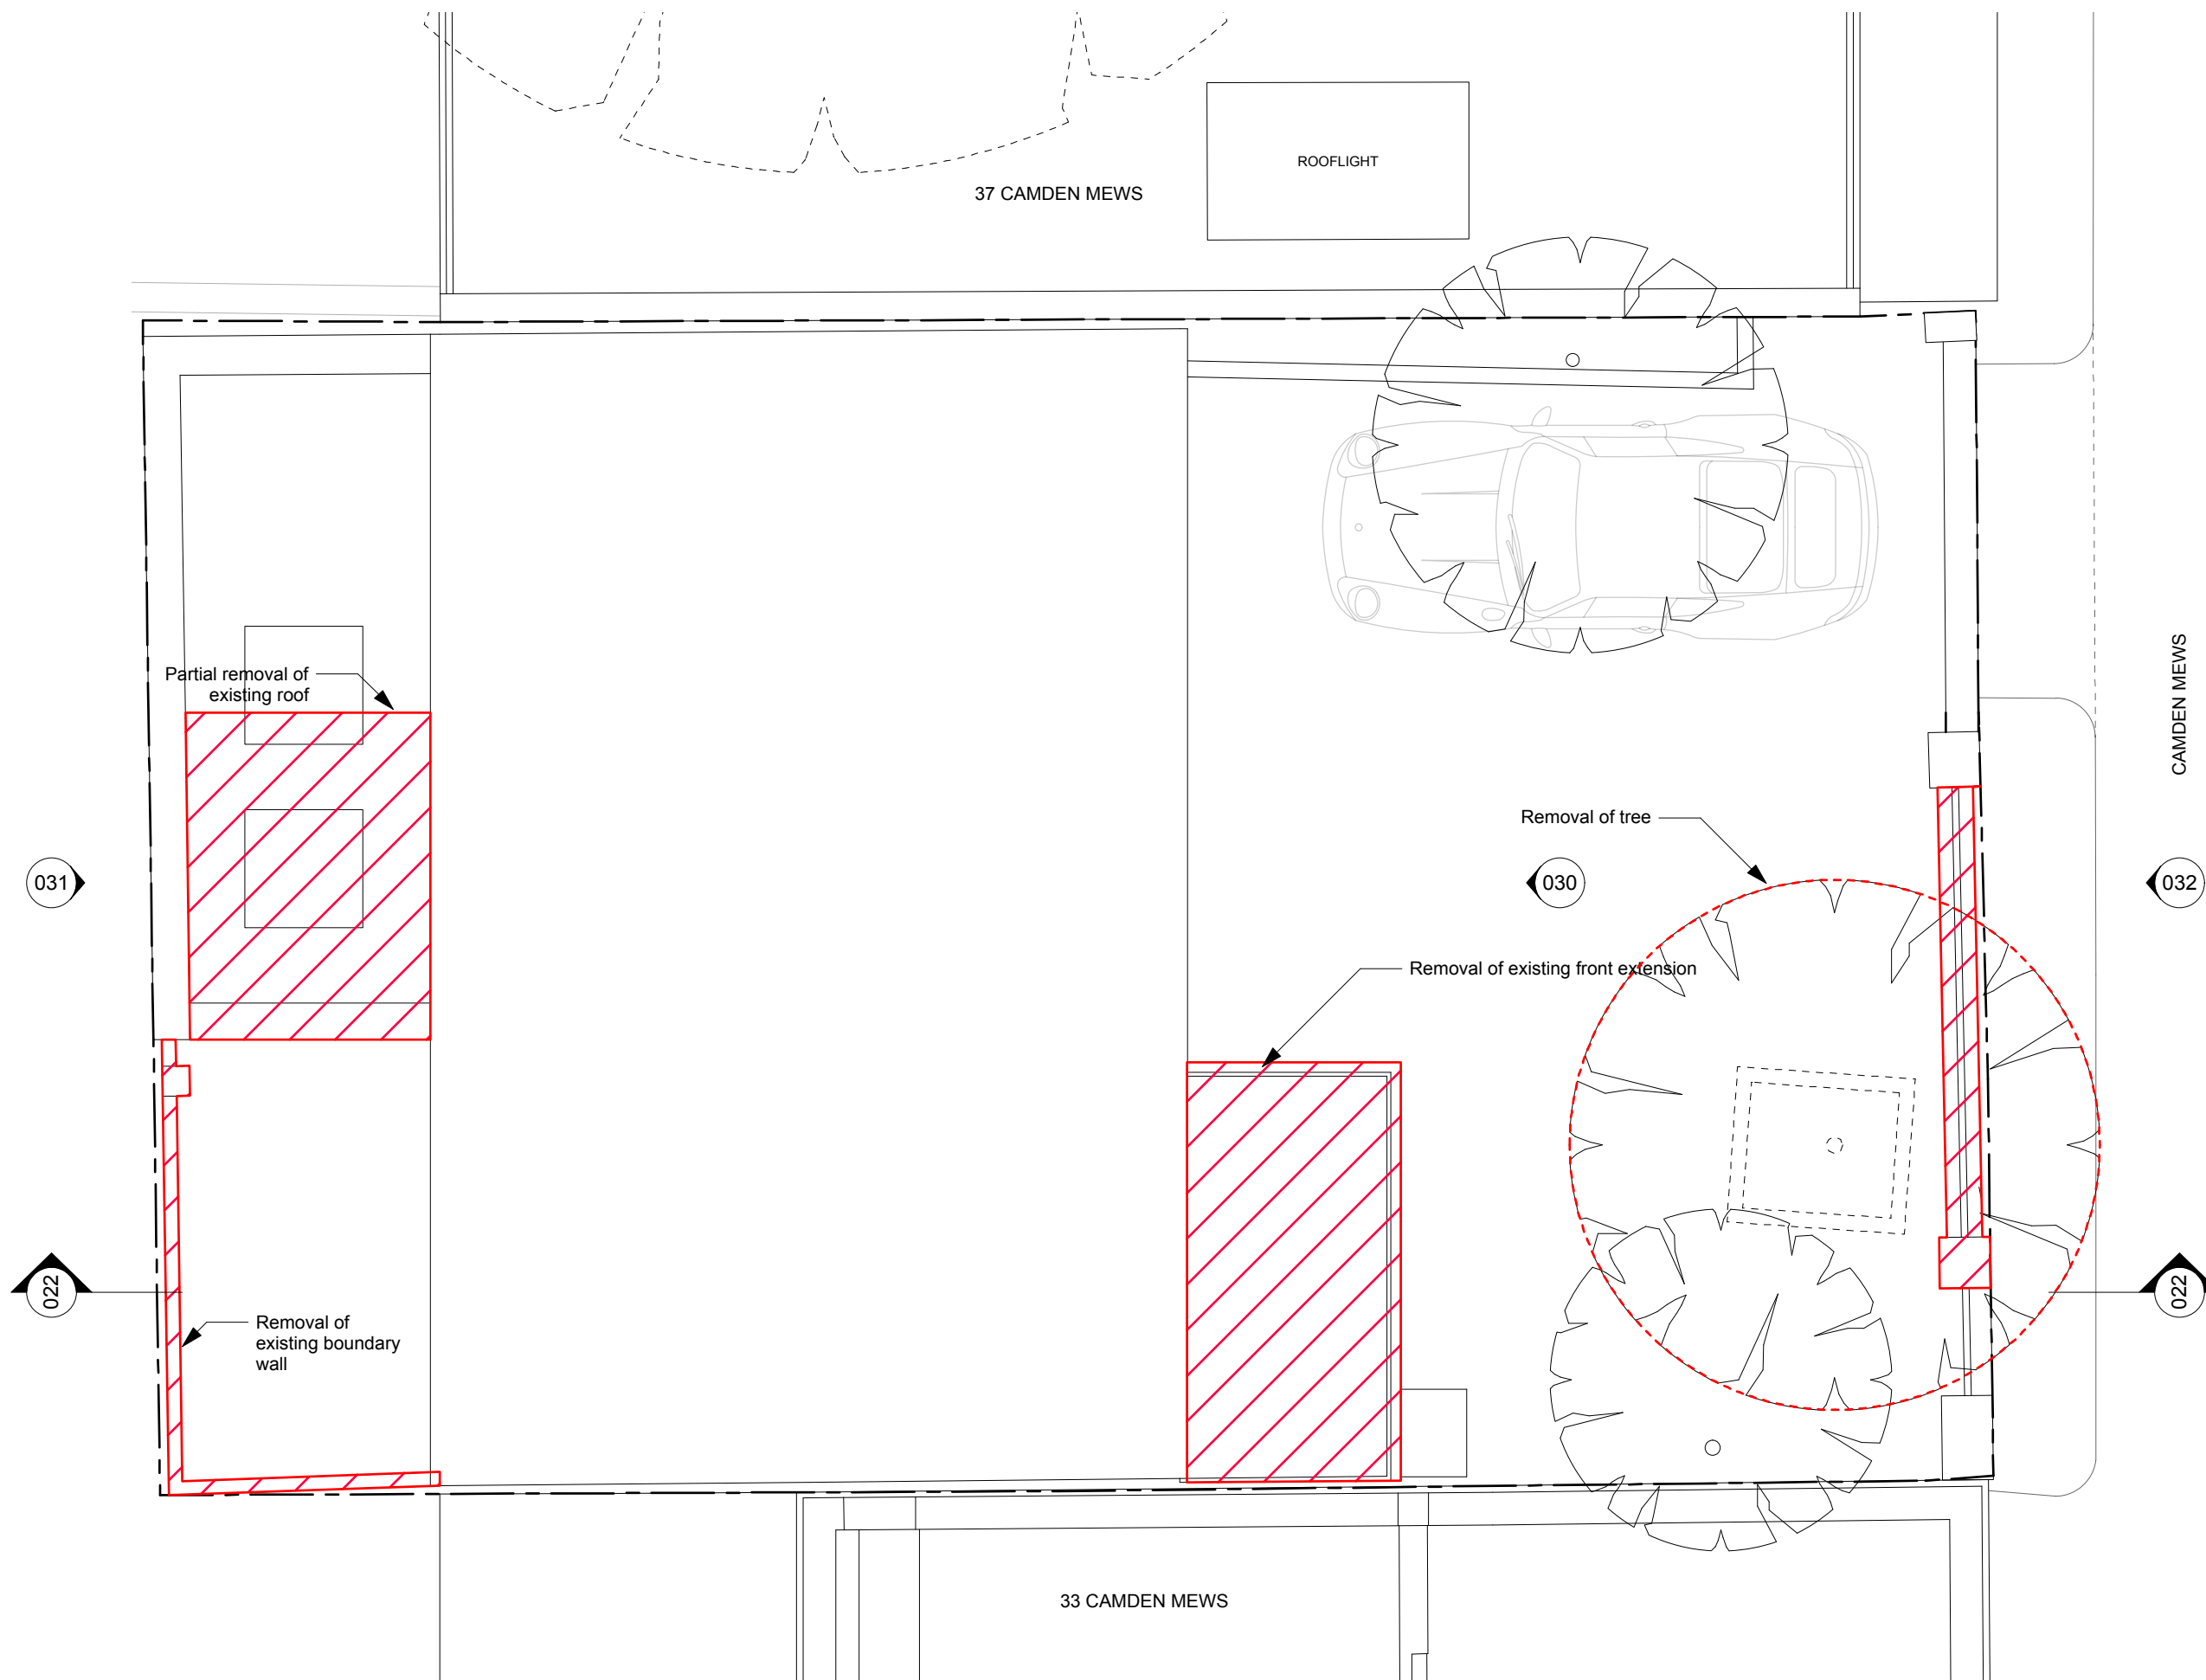 ROOFLIGHT
37 CAMDEN MEWS
Partial removal of
existing roof
CAMDEN MEWS
Removal of tree
031
030
032
Removal of existing front extension
022
022
Removal of
existing boundary
wall
33 CAMDEN MEWS